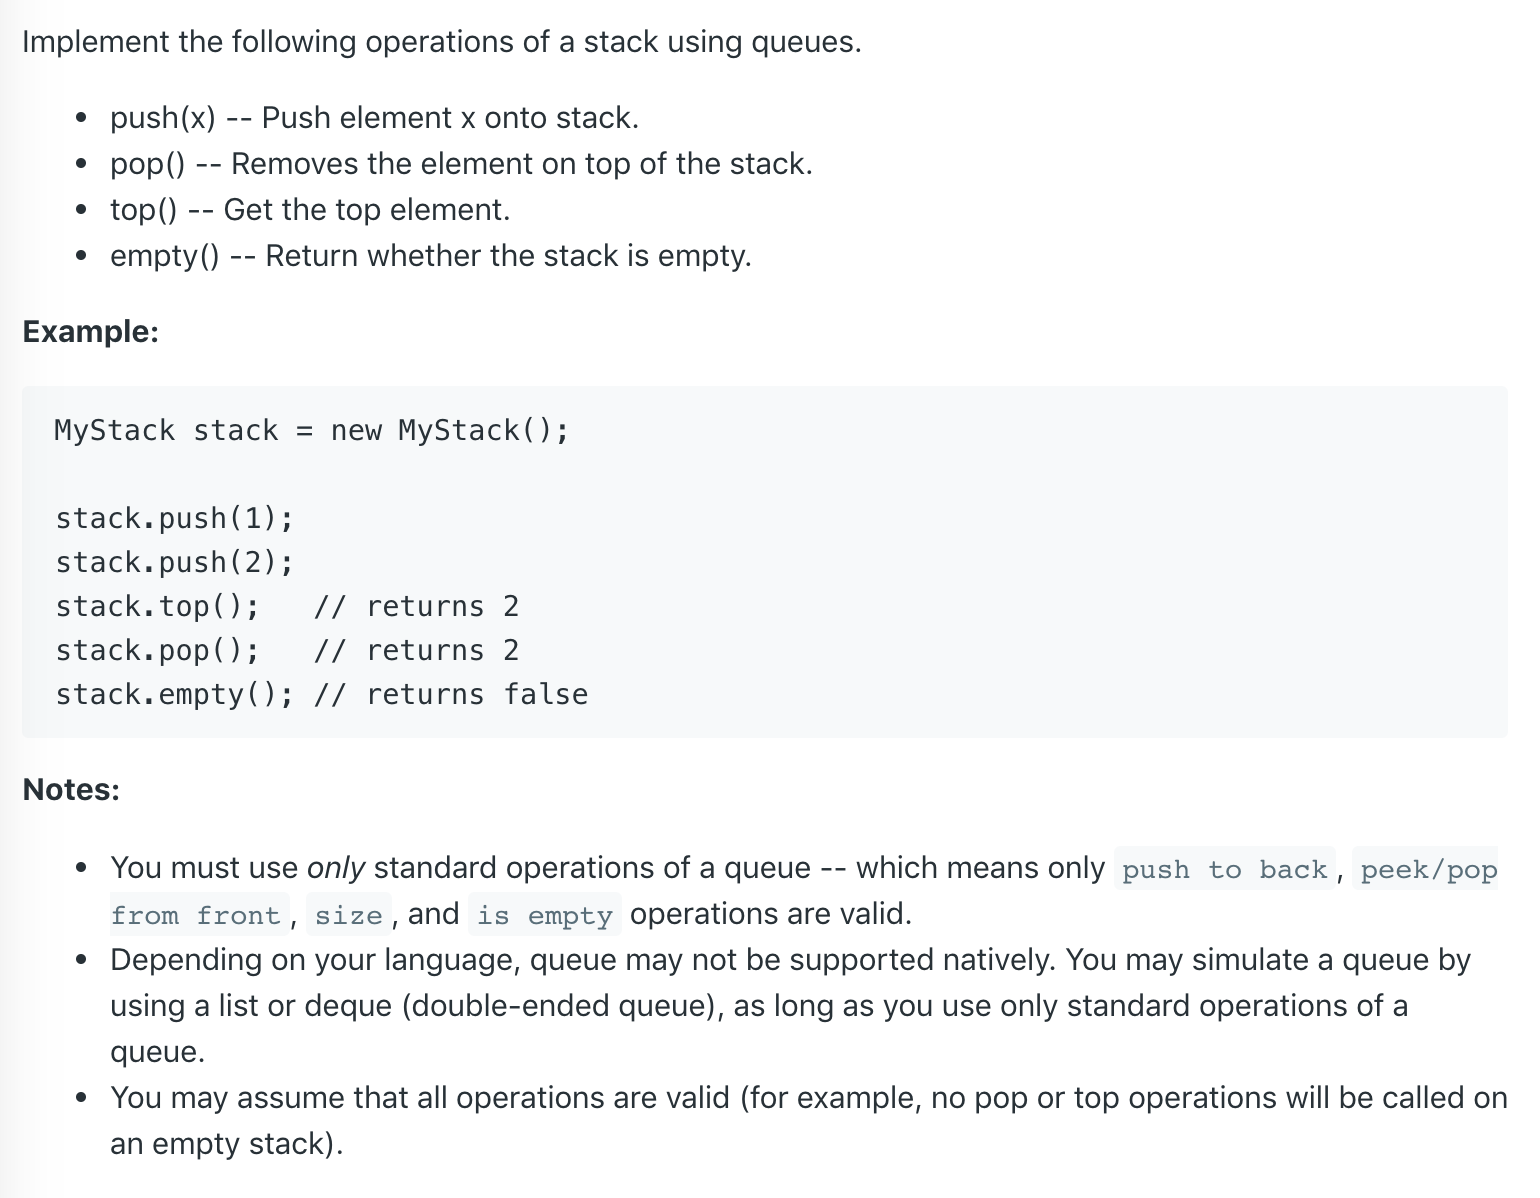 Implement the following operations of a stack using queues.
• push(x) -- Push element x onto stack.
• pop() -- Removes the element on top of the stack.
• top() -- Get the top element.
• empty() -- Return whether the stack is empty.
Example:
MyStack stack = new MyStack();
stack.push(1);
stack.push(2);
stack.top();   // returns 2
stack.pop();   // returns 2
stack.empty(); // returns false
Notes:
• You must use only standard operations of a queue -- which means only push to back, peek/pop
from front, size, and is empty operations are valid.
• Depending on your language, queue may not be supported natively. You may simulate a queue by
using a list or deque (double-ended queue), as long as you use only standard operations of a
queue.
• You may assume that all operations are valid (for example, no pop or top operations will be called on
an empty stack).